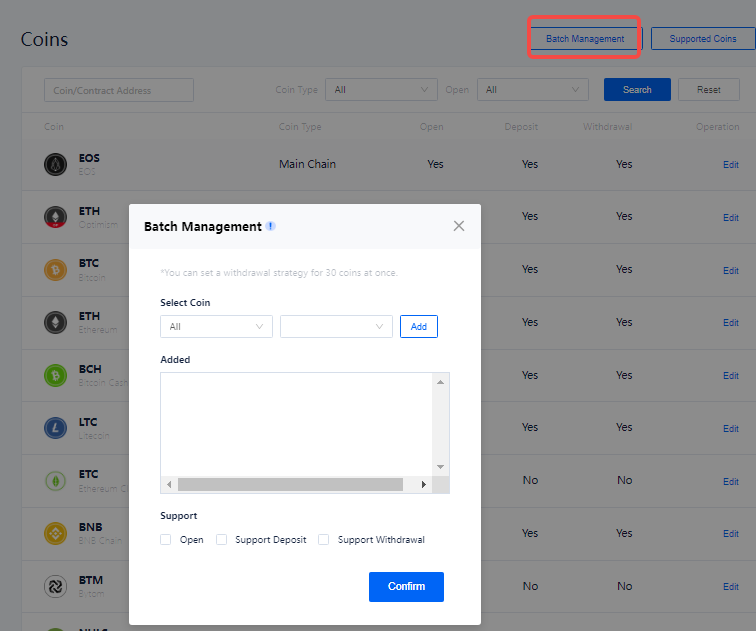 Coins
Batch Management
Supported Coins
Coin/Contract Address
Coin Type
All
Open
All
Search
Reset
Coin Coin Type Open Deposit Withdrawal Operation
EOS Main Chain Yes Yes Yes Edit
EOS
ETH Yes Yes Edit
Optimism
BTC Yes Yes Edit
Bitcoin
ETH Yes Yes Edit
Ethereum
BCH Yes Yes Edit
Bitcoin Cash
LTC Yes Yes Edit
Litecoin
ETC No No Edit
Ethereum C
BNB Yes Yes Edit
BNB Chain
BTM No No Edit
Bytom
Batch Management !
*You can set a withdrawal strategy for 30 coins at once.
Select Coin
All
Add
Added
Support
Open Support Deposit Support Withdrawal
Confirm